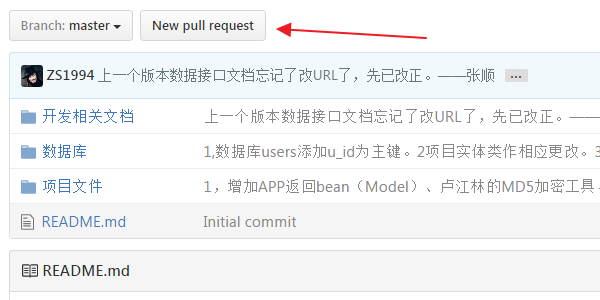 Branch: master New pull request
ZS1994 上一个版本数据接口文档忘记了改URL了，先已改正。——张顺 ...
开发相关文档 上一个版本数据接口文档忘记了改URL了，先已改正。——
数据库 1,数据库users添加u_id为主键。2项目实体类作相应更改。3
项目文件 1，增加APP返回bean（Model）、卢江林的MD5加密工具
README.md Initial commit
README.md